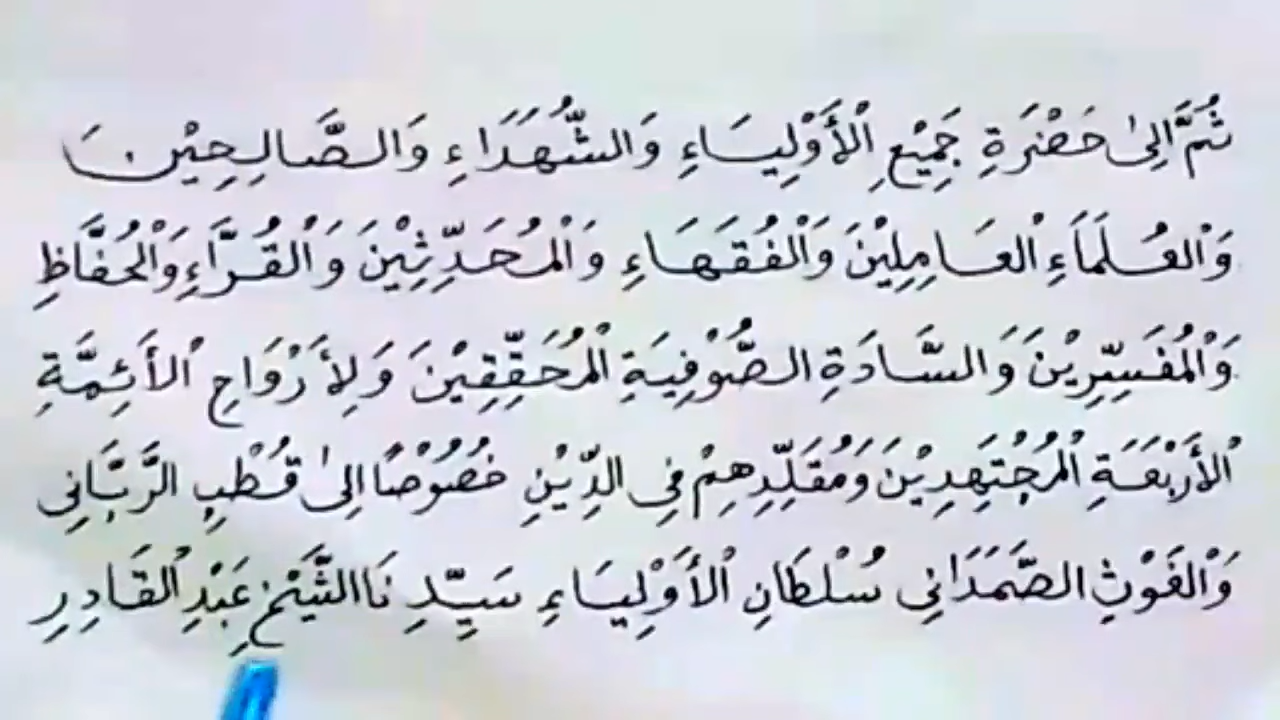 ثُمَّ اِلىٰ حَضْرَةِ جَمِيْعِ الْأَوْلِيَاءِ وَالشُّهَدَاءِ وَالصَّالِحِيْنَ
وَالْعُلَمَاءِ الْعَامِلِيْنَ وَالْفُقَهَاءِ وَالْمُحَدِّثِيْنَ وَالْقُرَّاءِ وَالْحُفَّاظِ
وَالْمُفَسِّرِيْنَ وَالسَّادَةِ الصُّوْفِيَةِ الْمُحَقِّقِيْنَ وَلِأَرْوَاحِ الْأَئِمَّةِ
الْأَرْبَعَةِ الْمُجْتَهِدِيْنَ وَمُقَلِّدِهِمْ فِى الدِّيْنِ خُصُوْصًا اِلىٰ قُطْبِ الرَّبَّانِى
وَالْغَوْثِ الصَّمَدَانِى سُلْطَانِ الْأَوْلِيَاءِ سَيِّدِنَا الشَّيْخِ عَبْدِ الْقَادِرِ